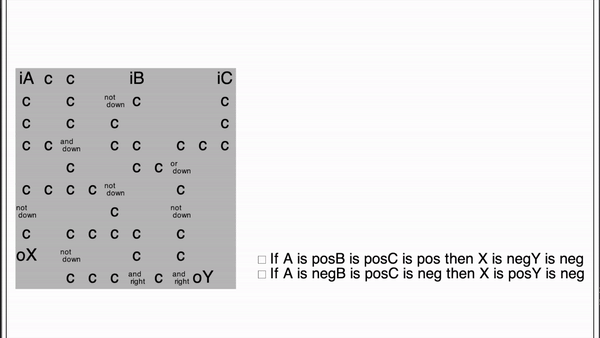 iA c c iB iC
c c not down c c
c c c c
c c and down c c c c c
c c c or down
c c c c not down c
not down c not down
c c c c c c
oX not down c c
c c c and right c and right oY
If A is posB is posC is pos then X is negY is neg
If A is negB is posC is neg then X is posY is neg